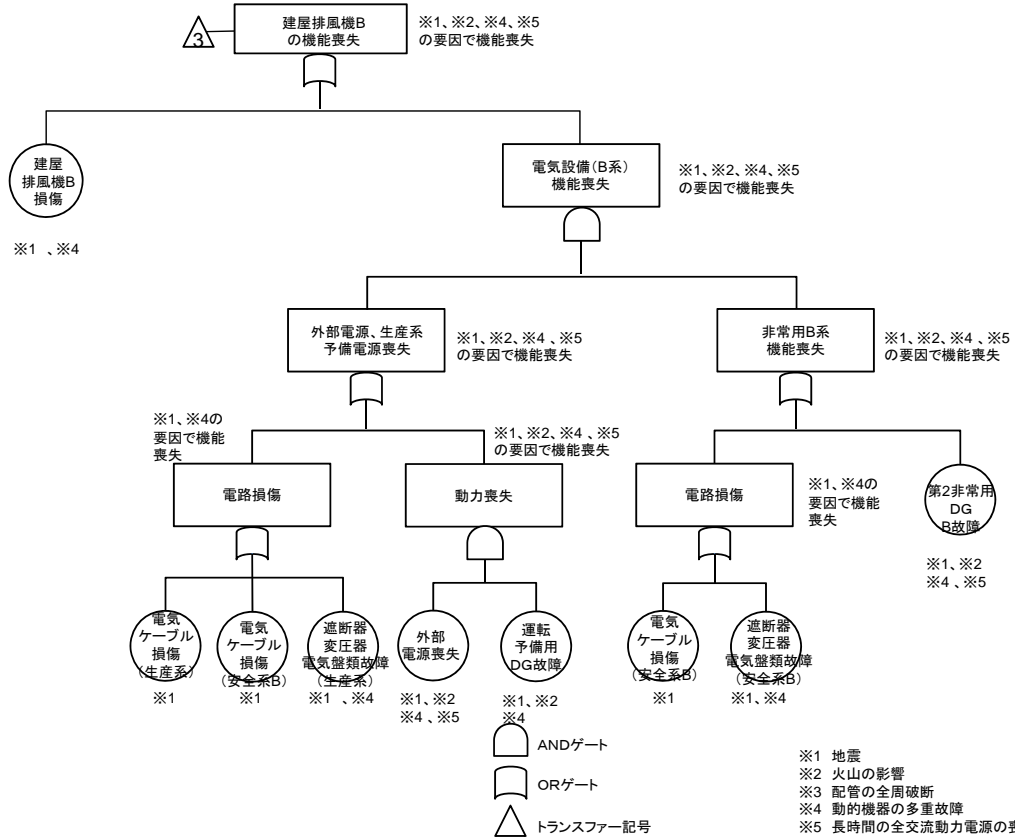 3
建屋排風機B
の機能喪失
※1、※2、※4、※5
の要因で機能喪失
建屋
排風機B
損傷
※1 、※4
電気設備(B系)
機能喪失
※1、※2、※4、※5
の要因で機能喪失
外部電源、生産系
予備電源喪失
※1、※2、※4 、※5
の要因で機能喪失
非常用B系
機能喪失
※1、※2、※4 、※5
の要因で機能喪失
※1、※4の
要因で機能
喪失
電路損傷
※1、※2、※4 、※5
の要因で機能喪失
動力喪失
電路損傷
※1、※4の
要因で機能
喪失
第2非常用
DG
B故障
※1、※2
※4 、※5
電気
ケーブル
損傷
(生産系)
※1
電気
ケーブル
損傷
(安全系B)
※1
遮断器
変圧器
電気盤類故障
(生産系)
※1 、※4
外部
電源喪失
※1、※2
※4 、※5
運転
予備用
DG故障
※1、※2
※4
電気
ケーブル
損傷
(安全系B)
※1
遮断器
変圧器
電気盤類故障
(安全系B)
※1、※4
ANDゲート
ORゲート
トランスファー記号
※1 地震
※2 火山の影響
※3 配管の全周破断
※4 動的機器の多重故障
※5 長時間の全交流動力電源の